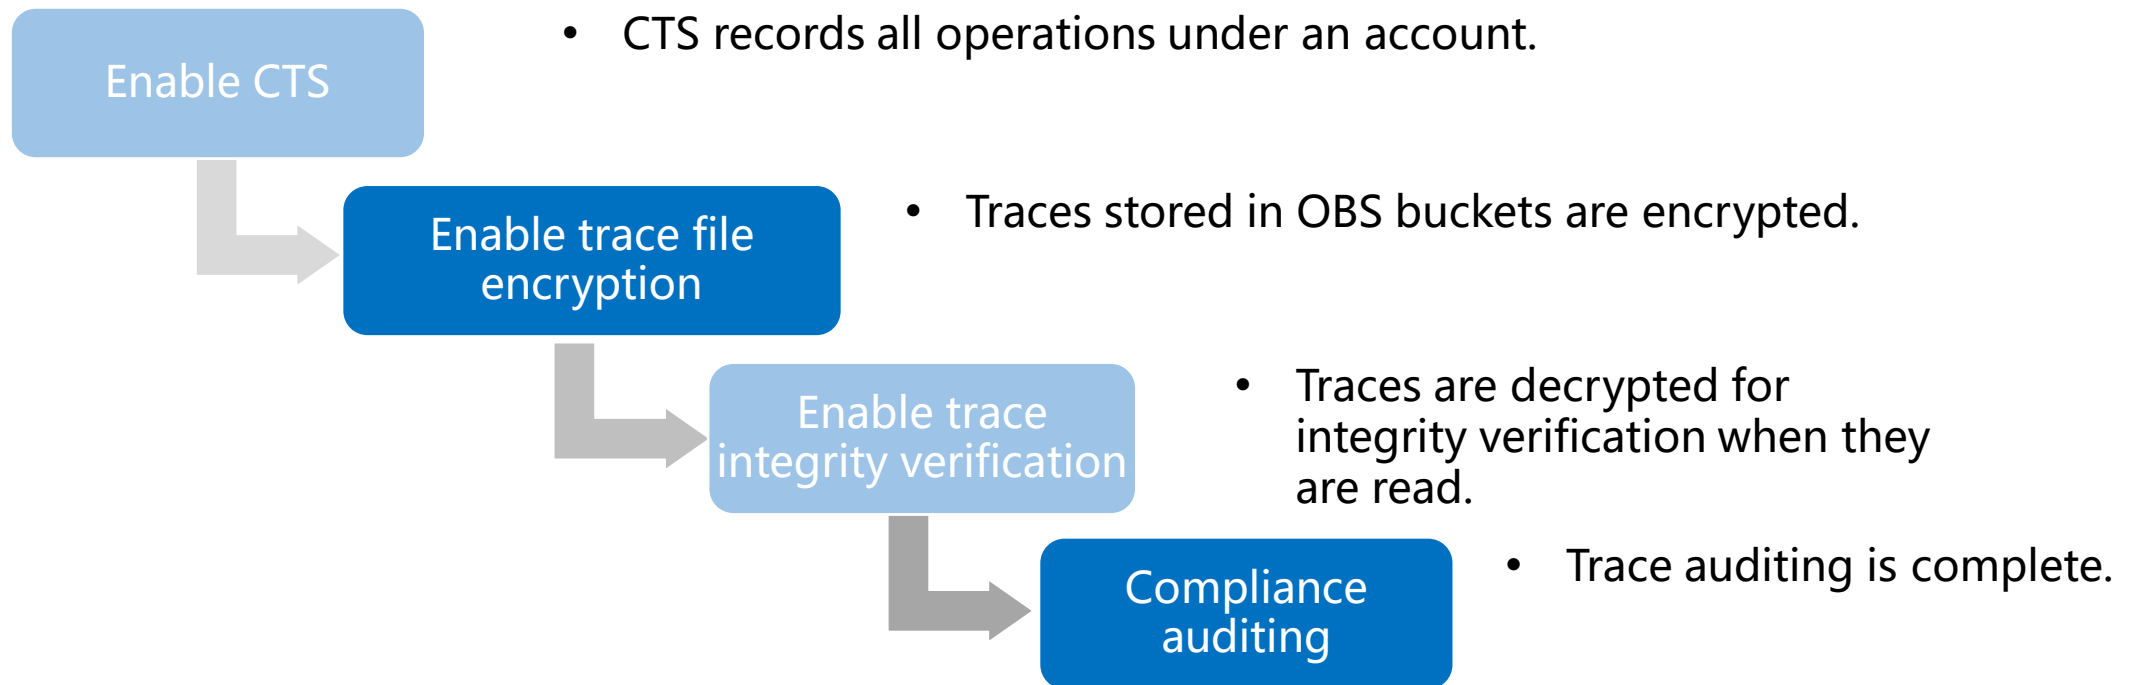 Enable CTS
• CTS records all operations under an account.
Enable trace file
encryption
• Traces stored in OBS buckets are encrypted.
Enable trace
integrity verification
• Traces are decrypted for
integrity verification when they
are read.
Compliance
auditing
• Trace auditing is complete.